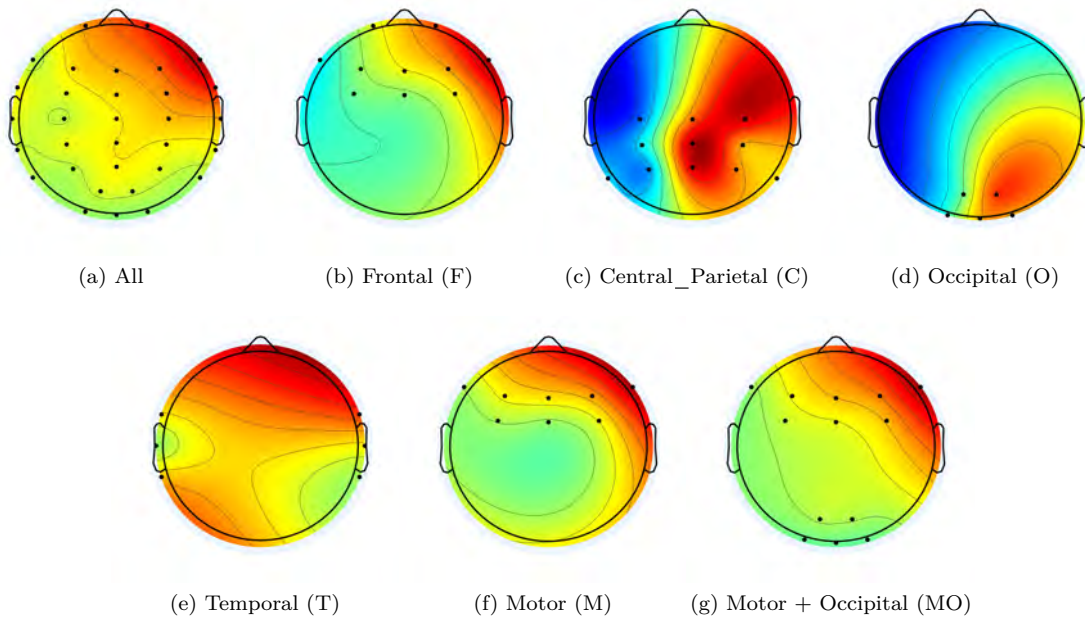 (a) All
(b) Frontal (F)
(c) Central_Parietal (C)
(d) Occipital (O)
(e) Temporal (T)
(f) Motor (M)
(g) Motor + Occipital (MO)